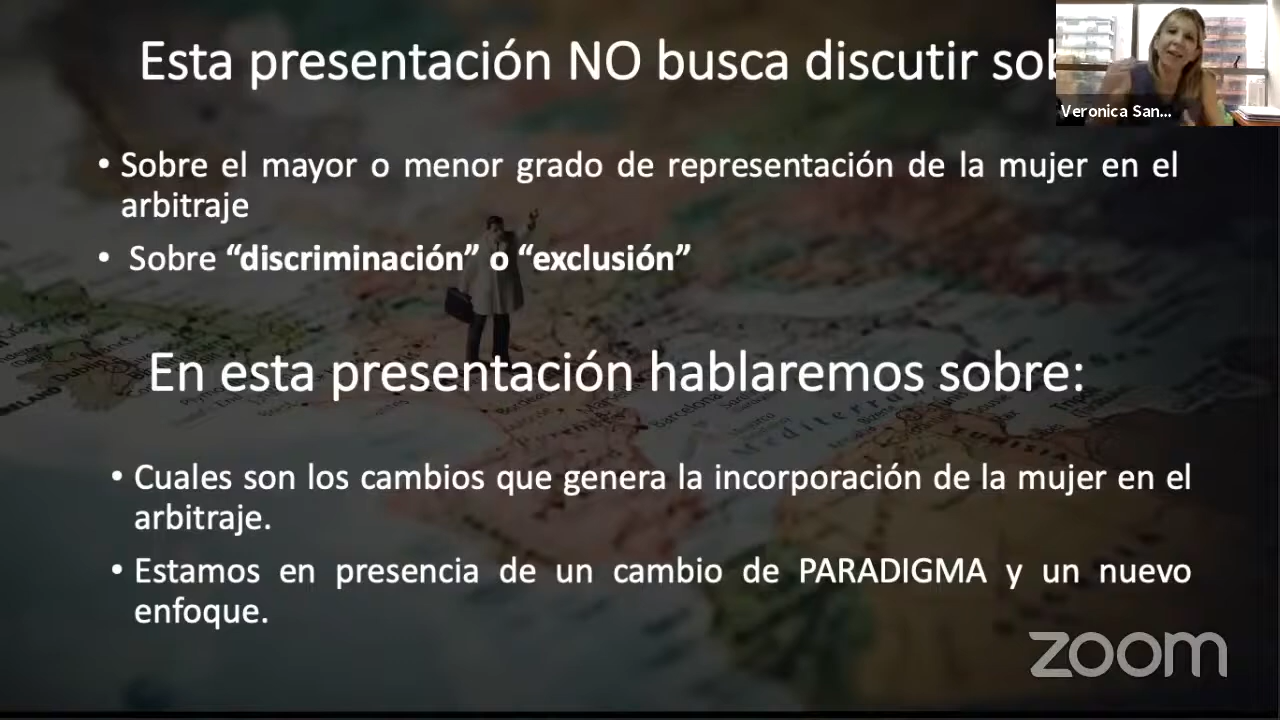 Esta presentación NO busca discutir sob
Veronica San...
• Sobre el mayor o menor grado de representación de la mujer en el
arbitraje
• Sobre “discriminación” o “exclusión”
En esta presentación hablaremos sobre:
Barcelona
• Cuales son los cambios que genera la incorporación de la mujer en el
arbitraje.
• Estamos en presencia de un cambio de PARADIGMA y un nuevo
enfoque.
zoom